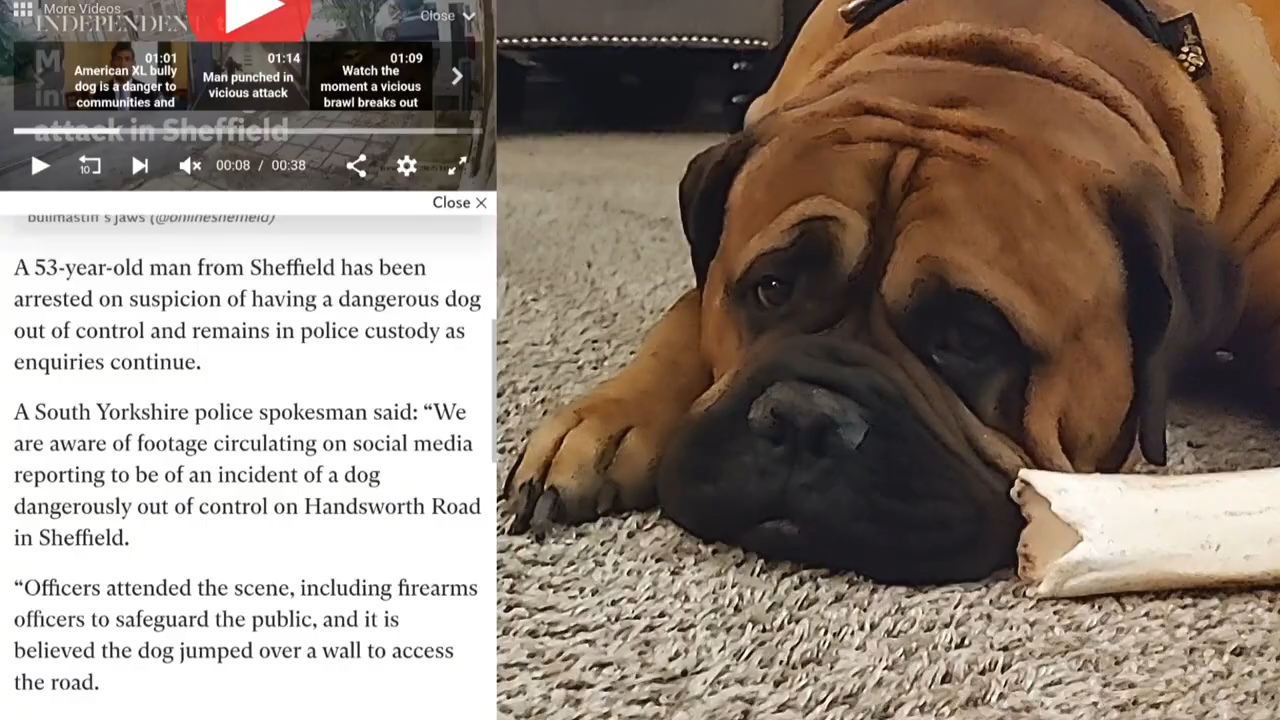 More Videos
INDEPENDENT
Close
01:01
American XL bully
dog is a danger to
communities and
01:14
Man punched in
vicious attack
01:09
Watch the
moment a vicious
brawl breaks out
attack in Sheffield
10
00:08 / 00:38
Close ×
bullmastiff's jaws (@onlinesheffield)
A 53-year-old man from Sheffield has been
arrested on suspicion of having a dangerous dog
out of control and remains in police custody as
enquiries continue.
A South Yorkshire police spokesman said: “We
are aware of footage circulating on social media
reporting to be of an incident of a dog
dangerously out of control on Handsworth Road
in Sheffield.
“Officers attended the scene, including firearms
officers to safeguard the public, and it is
believed the dog jumped over a wall to access
the road.